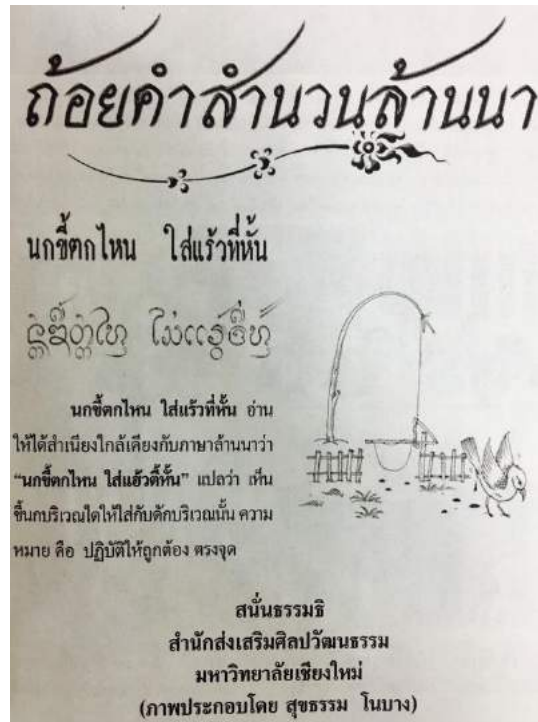 ถ้อยคำสำนวนล้านนา
นกขี้ตกไหน ใส่แร้วที่หั้น
นกขี้ตกไหน ใส่แร้วที่หั้น อ่าน
ให้ได้สำเนียงใกล้เคียงกับภาษาล้านนาว่า
“นกขี้ตกไหน ใส่แฮ้วตี้หั้น” แปลว่า เห็น
ขี้นกบริเวณใดให้ใส่กับดักบริเวณนั้น ความ
หมาย คือ ปฏิบัติให้ถูกต้อง ตรงจุด
สนั่นธรรมธิ
สำนักส่งเสริมศิลปวัฒนธรรม
มหาวิทยาลัยเชียงใหม่
(ภาพประกอบโดย สุขธรรม โนบาง)